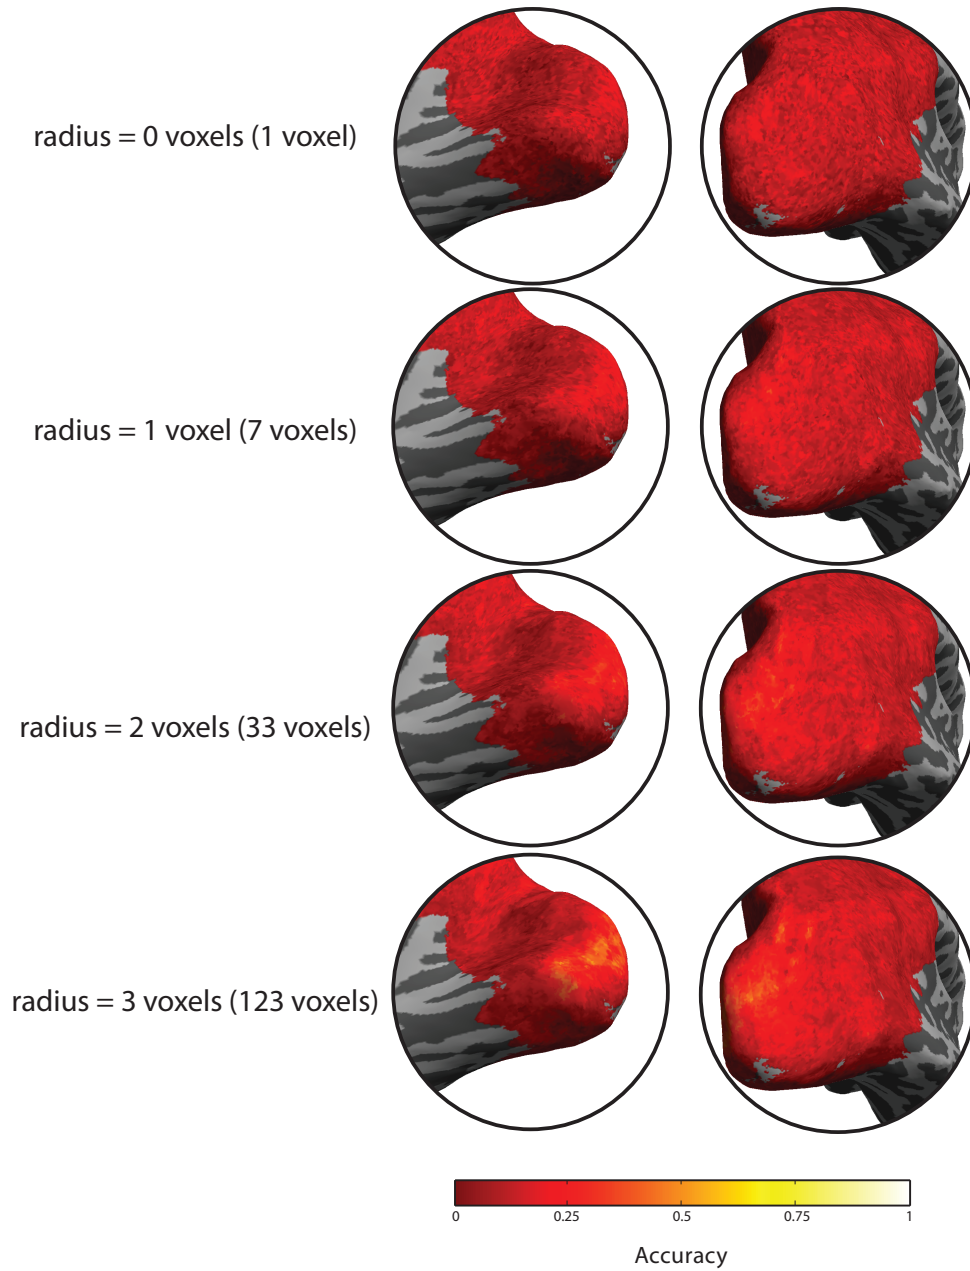 radius = 0 voxels (1 voxel)
radius = 1 voxel (7 voxels)
radius = 2 voxels (33 voxels)
radius = 3 voxels (123 voxels)
0 0.25 0.5 0.75 1
Accuracy